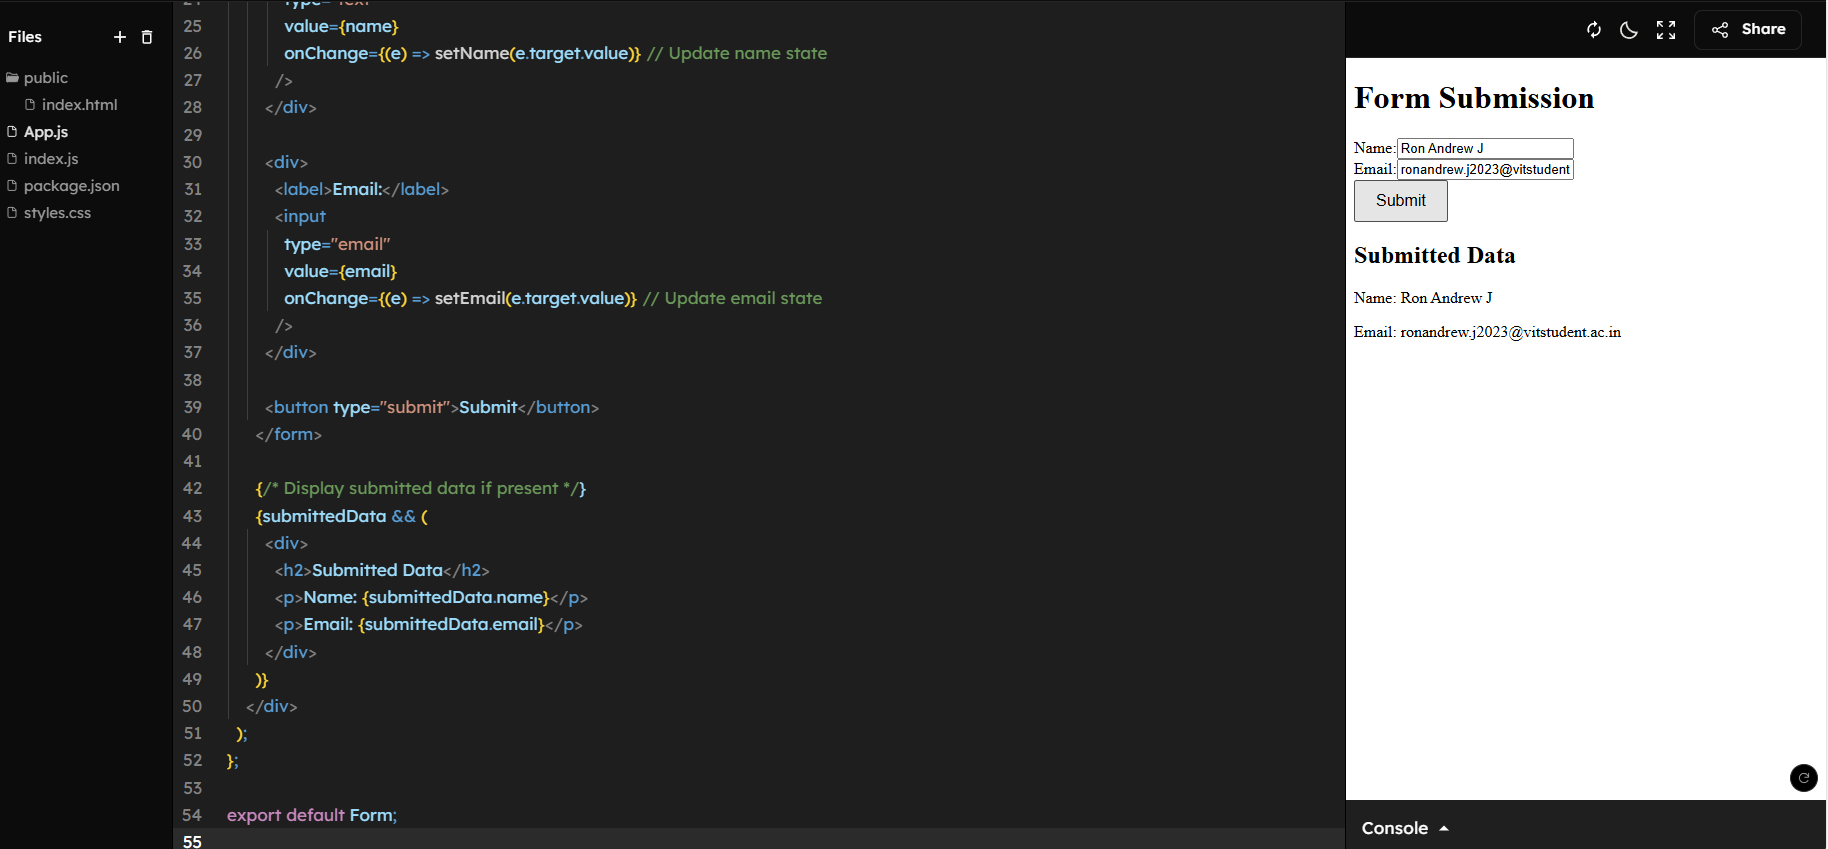 Files
public
index.html
App.js
index.js
package.json
styles.css
24 type="text"
25 value={name}
26 onChange={(e) => setName(e.target.value)} // Update name state
27 />
28 </div>
29
30 <div>
31 <label>Email:</label>
32 <input
33 type="email"
34 value={email}
35 onChange={(e) => setEmail(e.target.value)} // Update email state
36 />
37 </div>
38
39 <button type="submit">Submit</button>
40 </form>
41
42 {/* Display submitted data if present */}
43 {submittedData && (
44 <div>
45 <h2>Submitted Data</h2>
46 <p>Name: {submittedData.name}</p>
47 <p>Email: {submittedData.email}</p>
48 </div>
49 )}
50 </div>
51 );
52 };
53
54 export default Form;
55
Share
Form Submission
Name: Ron Andrew J
Email: ronandrew.j2023@vitstudent
Submit
Submitted Data
Name: Ron Andrew J
Email: ronandrew.j2023@vitstudent.ac.in
Console